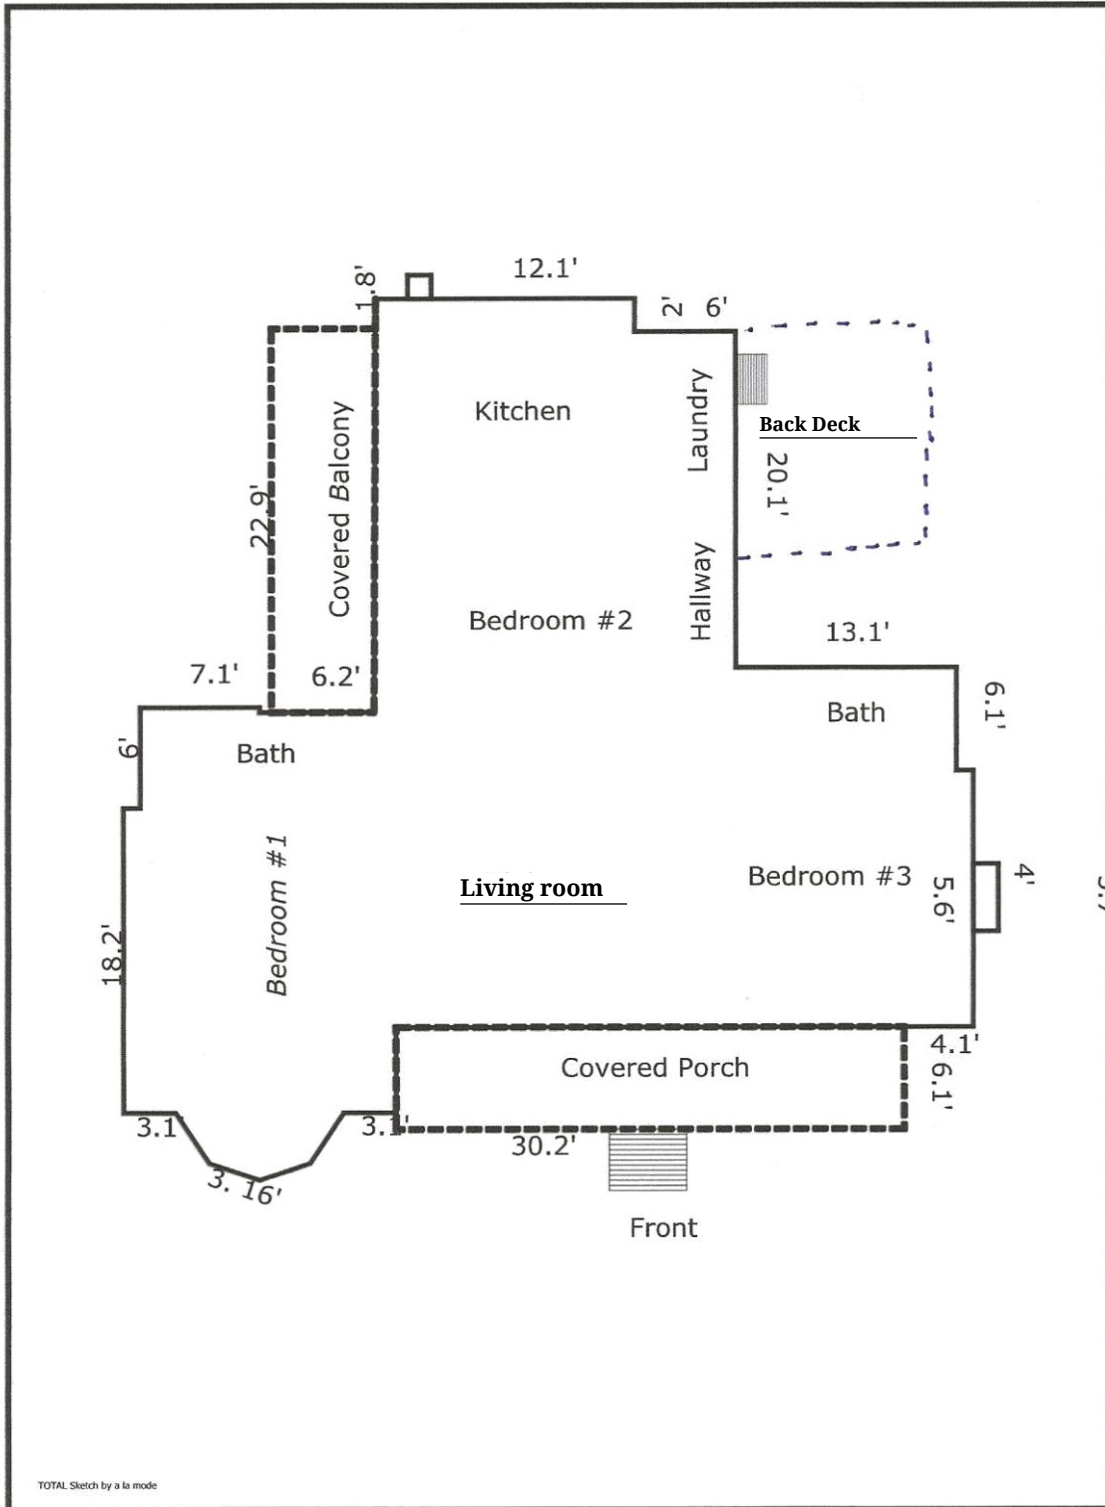 12.1'
1.8'
2'
6'
Kitchen
Laundry
Back Deck
20.1'
Covered Balcony
22.9'
Hallway
Bedroom #2
13.1'
7.1'
6.2'
6.1'
Bath
6'
Bath
Bedroom #1
Living room
Bedroom #3
5.6'
4'
18.2'
Covered Porch
4.1'
6.1'
3.1
3.1'
30.2'
3. 16'
Front
TOTAL Sketch by a la mode